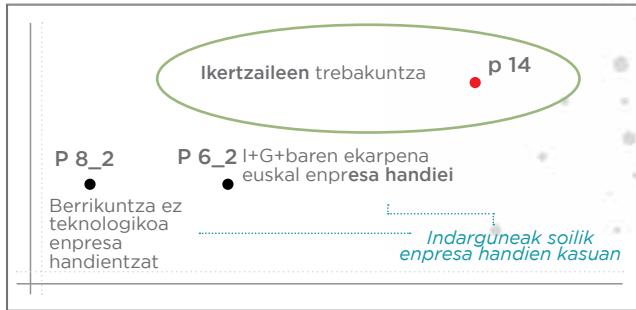 Ikertzaileen trebakuntza
p 14
P 8_2
P 6_2
I+G+baren ekarpena
euskal enpresa handiei
Berrikuntza ez
teknologikoa
enpresa
handientzat
Indarguneak soilik
enpresa handien kasuan